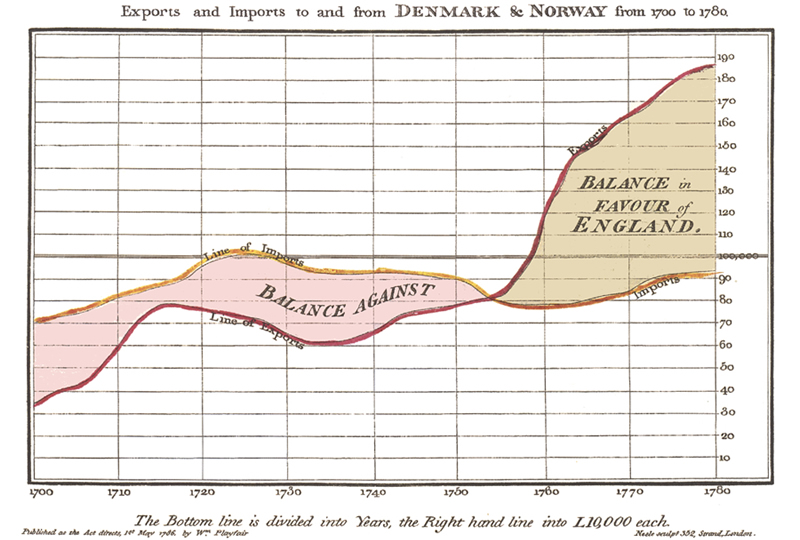 Exports and Imports to and from DENMARK & NORWAY from 1700 to 1780.
190
180
170
160
150
140
130
120
110
100,000
90
80
70
60
50
40
30
20
10
Exports
BALANCE in
FAVOUR of
ENGLAND.
Line of Imports
BALANCE AGAINST
Imports
Line of Exports
1700 1710 1720 1730 1740 1750 1760 1770 1780
The Bottom line is divided into Years, the Right hand line into L10,000 each.
Published as the Act directs, 1st May 1786. by Wm. Playfair
Neele sculpt 352, Strand, London.